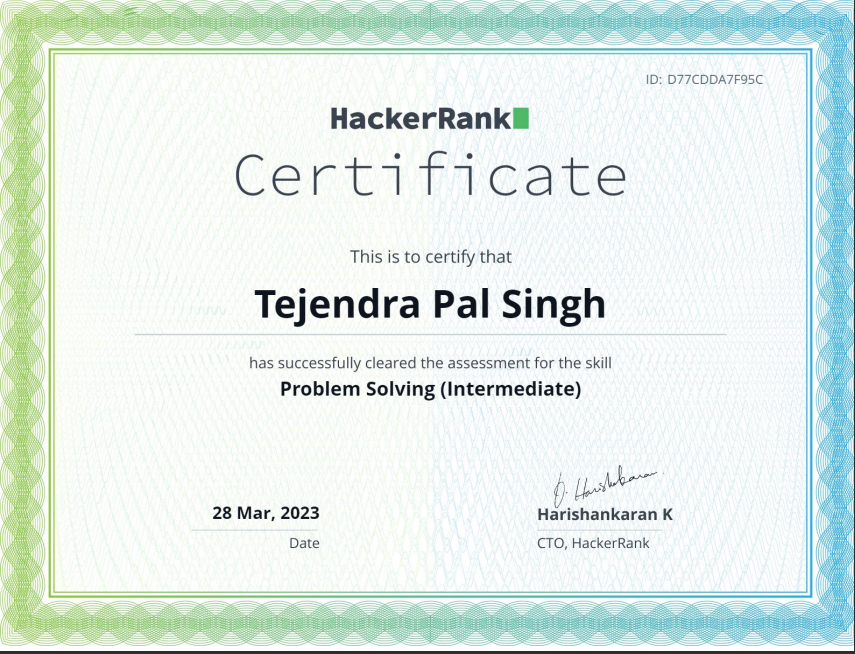 ID: D77CDDA7F95C
HackerRank
Certificate
This is to certify that
Tejendra Pal Singh
has successfully cleared the assessment for the skill
Problem Solving (Intermediate)
D. Harishankaran
28 Mar, 2023
Harishankaran K
Date
CTO, HackerRank